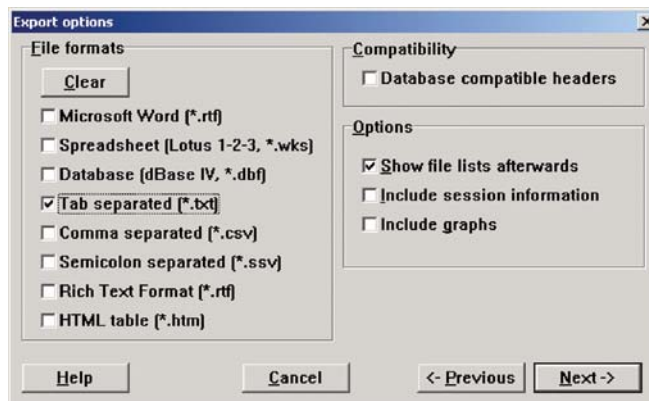 Export options
File formats
Clear
Microsoft Word (*.rtf)
Spreadsheet (Lotus 1-2-3, *.wks)
Database (dBase IV, *.dbf)
Tab separated (*.txt)
Comma separated (*.csv)
Semicolon separated (*.ssv)
Rich Text Format (*.rtf)
HTML table (*.htm)
Compatibility
Database compatible headers
Options
Show file lists afterwards
Include session information
Include graphs
Help
Cancel
<- Previous
Next ->